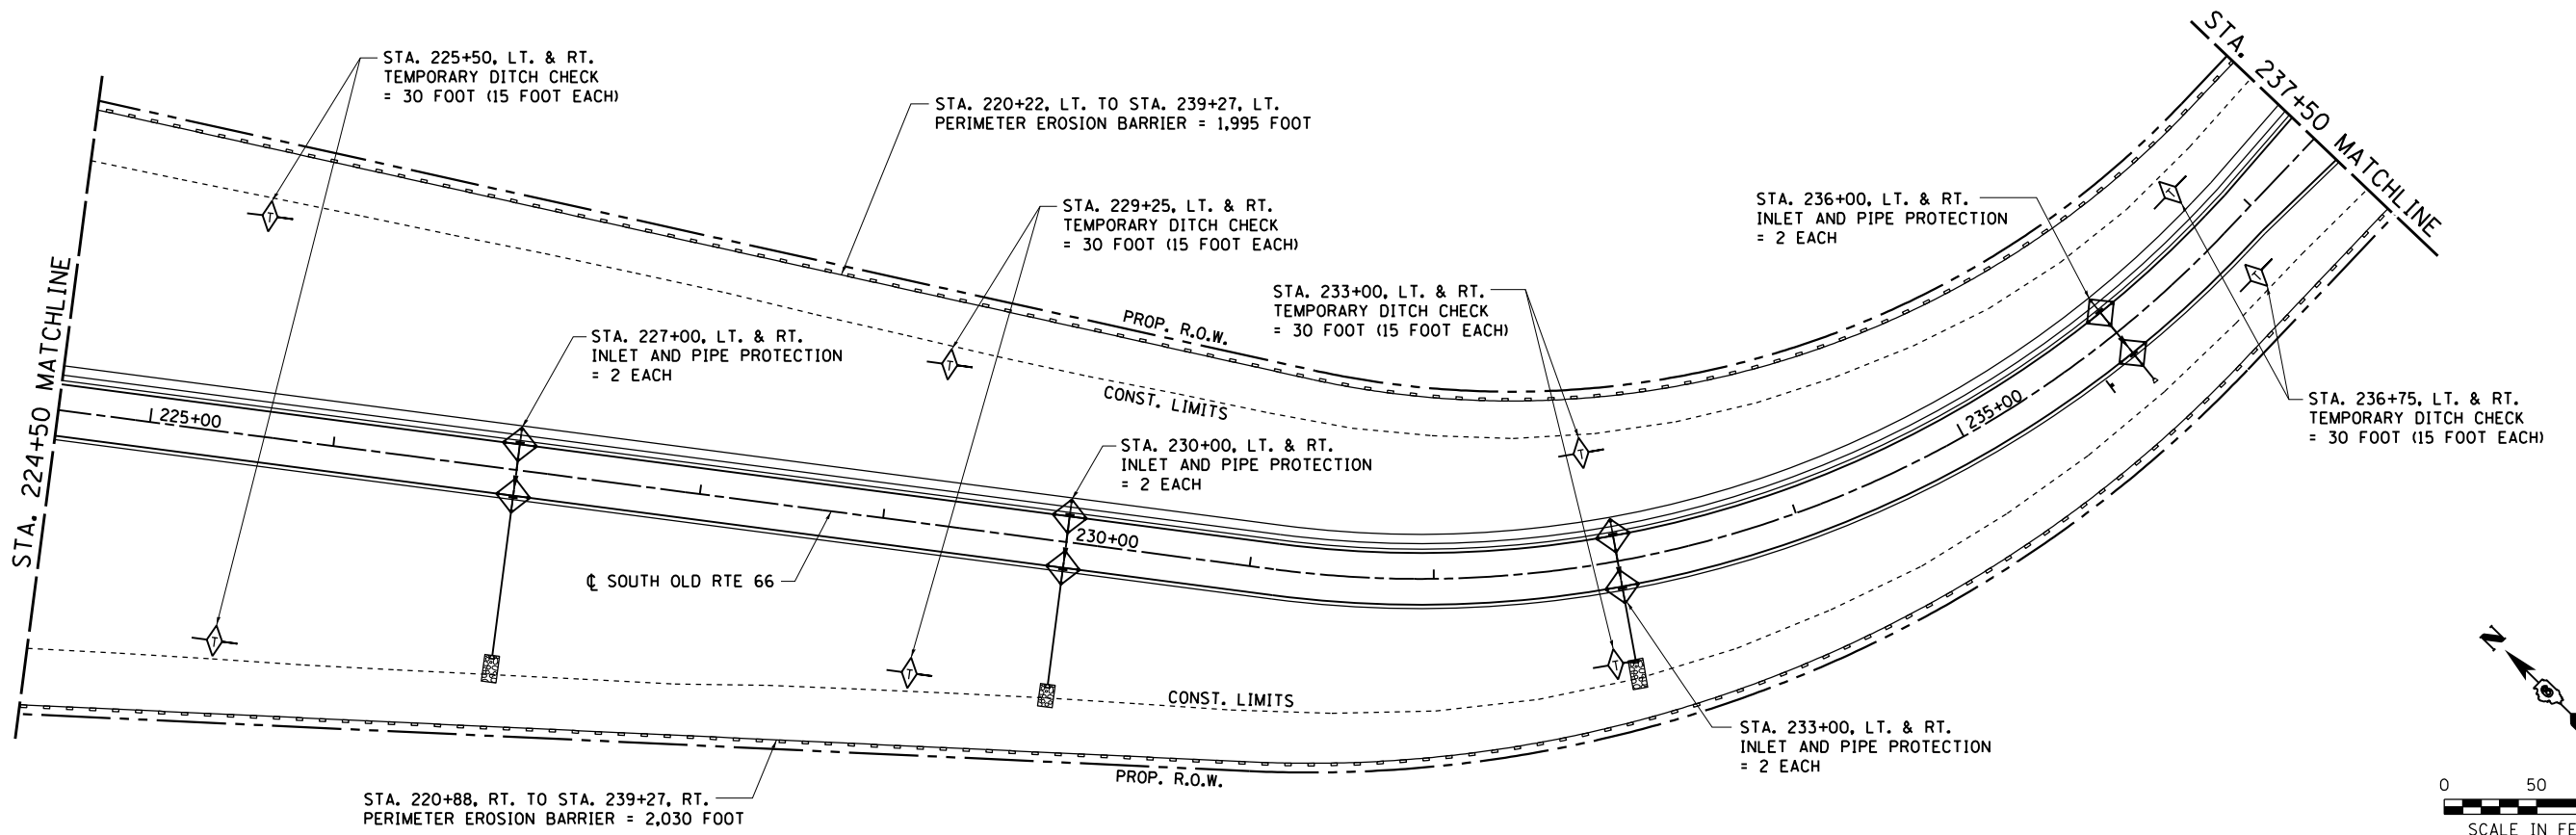 STA. 225+50, LT. & RT.
TEMPORARY DITCH CHECK
= 30 FOOT (15 FOOT EACH)
STA. 220+22, LT. TO STA. 239+27, LT.
PERIMETER EROSION BARRIER = 1,995 FOOT
STA. 237+50 MATCHLINE
STA. 229+25, LT. & RT.
TEMPORARY DITCH CHECK
= 30 FOOT (15 FOOT EACH)
STA. 236+00, LT. & RT.
INLET AND PIPE PROTECTION
= 2 EACH
STA. 233+00, LT. & RT.
TEMPORARY DITCH CHECK
= 30 FOOT (15 FOOT EACH)
PROP. R.O.W.
STA. 227+00, LT. & RT.
INLET AND PIPE PROTECTION
= 2 EACH
CONST. LIMITS
STA. 224+50 MATCHLINE
225+00
235+00
STA. 236+75, LT. & RT.
TEMPORARY DITCH CHECK
= 30 FOOT (15 FOOT EACH)
STA. 230+00, LT. & RT.
INLET AND PIPE PROTECTION
= 2 EACH
230+00
℄ SOUTH OLD RTE 66
T
T
T
T
T
T
T
T
N
CONST. LIMITS
STA. 233+00, LT. & RT.
INLET AND PIPE PROTECTION
= 2 EACH
PROP. R.O.W.
STA. 220+88, RT. TO STA. 239+27, RT.
PERIMETER EROSION BARRIER = 2,030 FOOT
0 50
SCALE IN FE